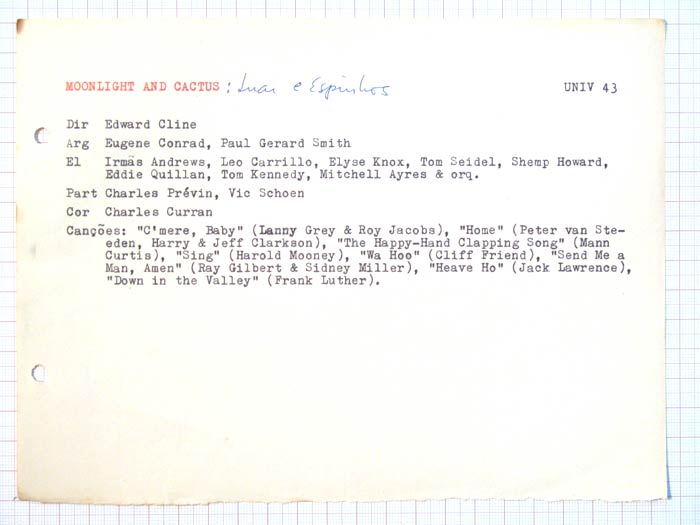 MOONLIGHT AND CACTUS : Luar e Espinhos UNIV 43
Dir Edward Cline
Arg Eugene Conrad, Paul Gerard Smith
El Irmãs Andrews, Leo Carrillo, Elyse Knox, Tom Seidel, Shemp Howard,
Eddie Quillan, Tom Kennedy, Mitchell Ayres & orq.
Part Charles Prévin, Vic Schoen
Cor Charles Curran
Canções: "C'mere, Baby" (Lanny Grey & Roy Jacobs), "Home" (Peter van Ste-
eden, Harry & Jeff Clarkson), "The Happy-Hand Clapping Song" (Mann
Curtis), "Sing" (Harold Mooney), "Wa Hoo" (Cliff Friend), "Send Me a
Man, Amen" (Ray Gilbert & Sidney Miller), "Heave Ho" (Jack Lawrence),
"Down in the Valley" (Frank Luther).